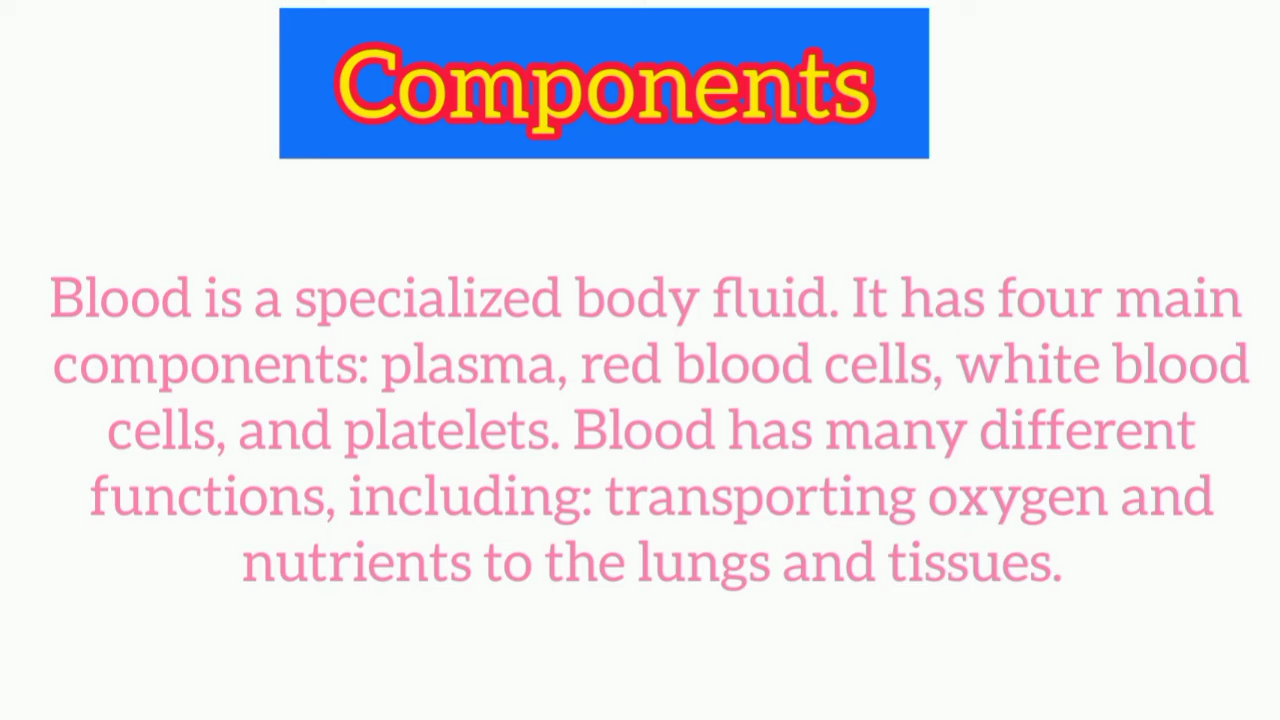 Components
Blood is a specialized body fluid. It has four main
components: plasma, red blood cells, white blood
cells, and platelets. Blood has many different
functions, including: transporting oxygen and
nutrients to the lungs and tissues.